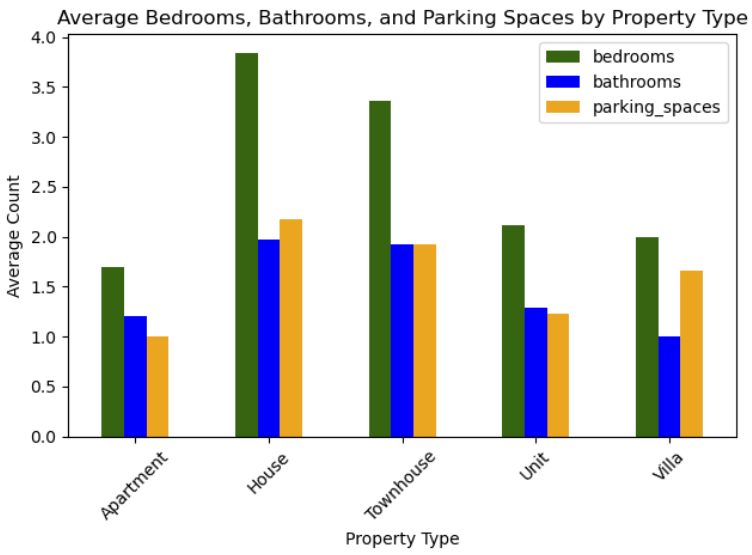 Average Bedrooms, Bathrooms, and Parking Spaces by Property Type
bedrooms
bathrooms
parking_spaces
Average Count
4.0
3.5
3.0
2.5
2.0
1.5
1.0
0.5
0.0
Apartment
House
Townhouse
Unit
Villa
Property Type